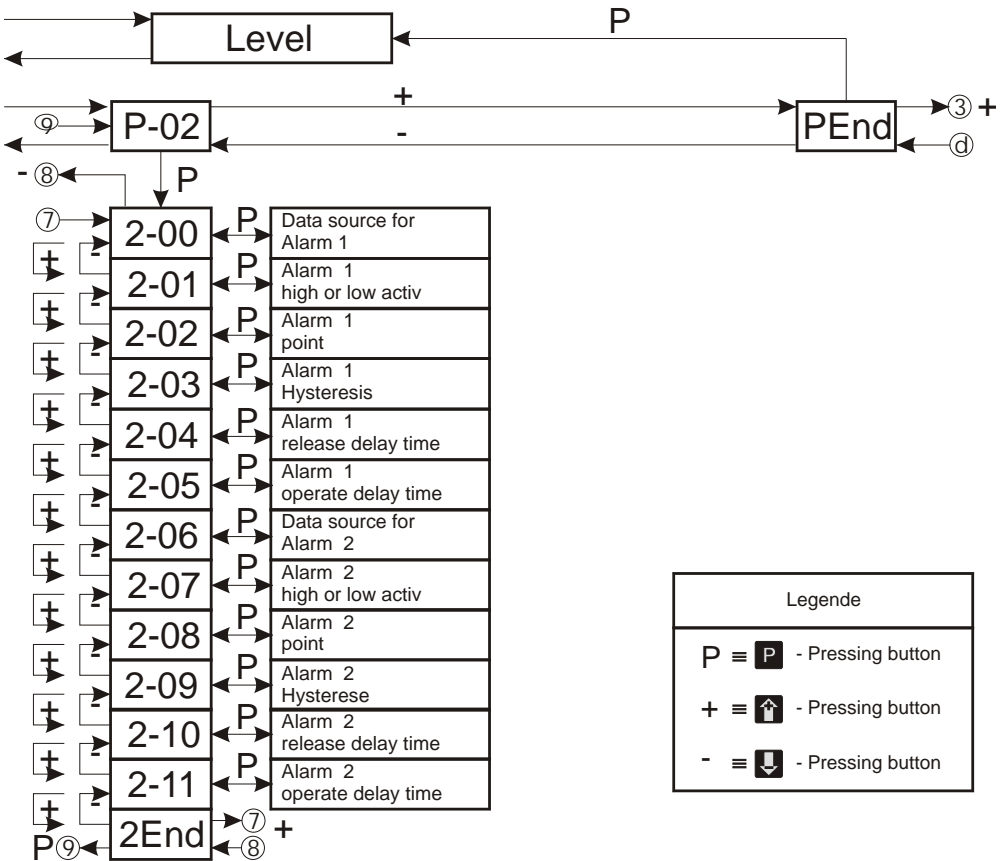 Level
P
P-02
+
-
PEnd
③ +
⑨
ⓓ
- ⑧
P
⑦
2-00
P
Data source for
Alarm 1
+
-
2-01
P
Alarm 1
high or low activ
+
-
2-02
P
Alarm 1
point
+
-
2-03
P
Alarm 1
Hysteresis
+
-
2-04
P
Alarm 1
release delay time
+
-
2-05
P
Alarm 1
operate delay time
+
-
2-06
P
Data source for
Alarm 2
+
-
2-07
P
Alarm 2
high or low activ
+
-
2-08
P
Alarm 2
point
+
-
2-09
P
Alarm 2
Hysterese
+
-
2-10
P
Alarm 2
release delay time
+
-
2-11
P
Alarm 2
operate delay time
+
-
2End
⑦ +
P⑨
⑧
Legende
P ≡ P - Pressing button
+ ≡ + - Pressing button
- ≡ - - Pressing button